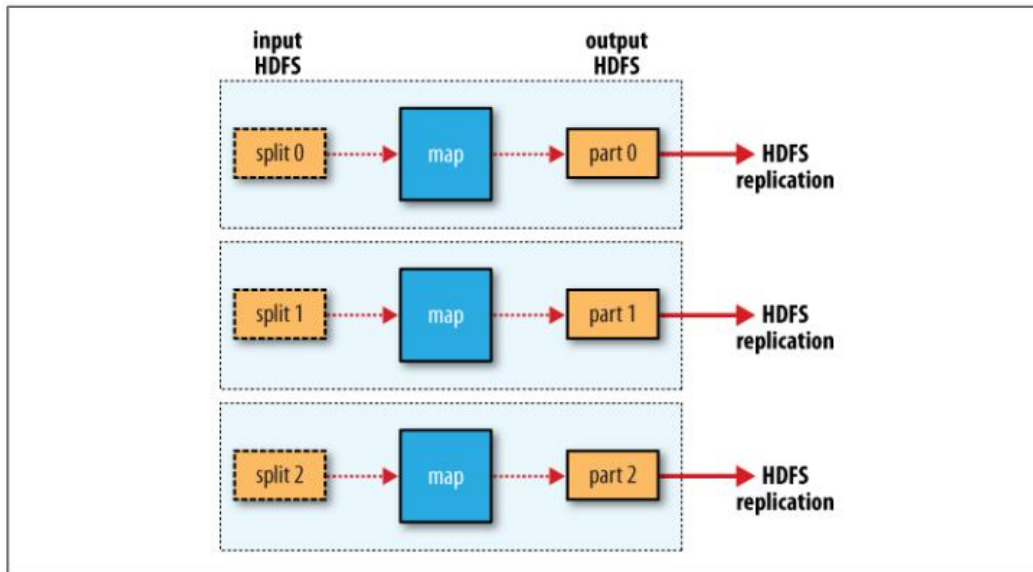 input
HDFS
output
HDFS
split 0
map
part 0
HDFS
replication
split 1
map
part 1
HDFS
replication
split 2
map
part 2
HDFS
replication